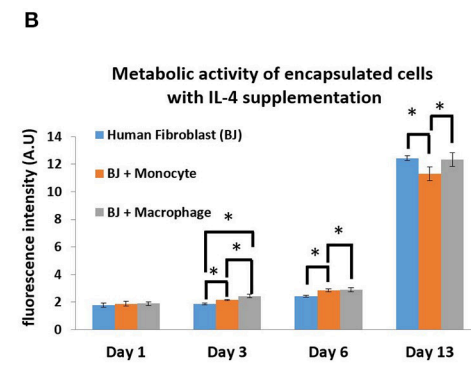 B
Metabolic activity of encapsulated cells
with IL-4 supplementation
fluorescence intensity (A.U)
14
12
10
8
6
4
2
0
Human Fibroblast (BJ)
BJ + Monocyte
BJ + Macrophage
* *
*
*
*
*
*
Day 1 Day 3 Day 6 Day 13